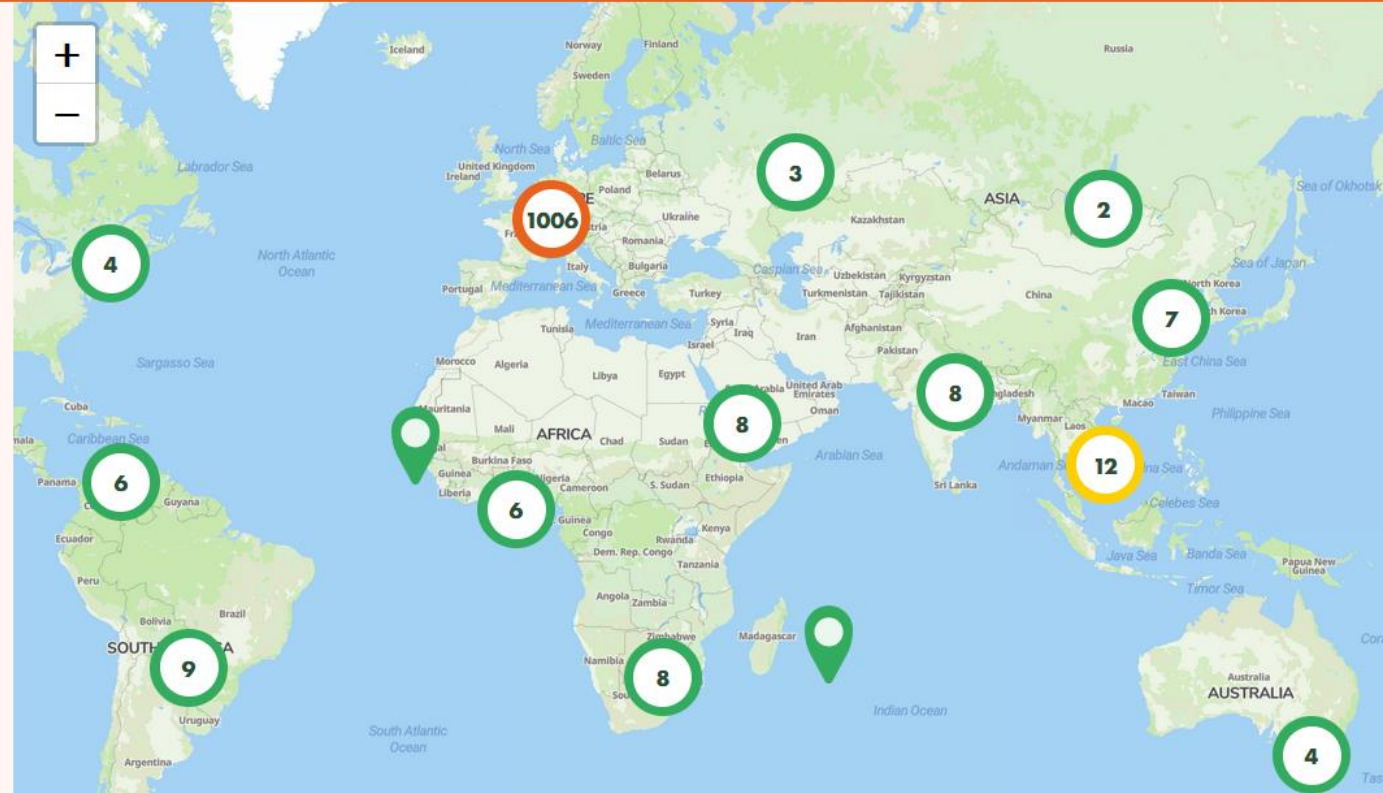 +
−
Iceland
Norway
Finland
Russia
Sweden
Baltic Sea
North Sea
Labrador Sea
United Kingdom
Ireland
Belarus
Poland
Sea of Okhotsk
ASIA
3
2
1006
Ukraine
Kazakhstan
Romania
North Atlantic
Ocean
4
Italy
Bulgaria
Caspian Sea
Uzbekistan
Kyrgyzstan
Sea of Japan
Portugal
Mediterranean Sea
Greece
Turkey
Turkmenistan
Tajikistan
China
North Korea
7
Tunisia
Mediterranean Sea
Syria
Iraq
Iran
Afghanistan
Israel
Pakistan
Sargasso Sea
Morocco
Algeria
Libya
Egypt
East China Sea
United Arab
Emirates
8
Taiwan
Macao
Cuba
Mauritania
Oman
Philippine Sea
Myanmar
Laos
Caribbean Sea
Mali
AFRICA
Chad
Sudan
8
Arabian Sea
Andaman
12
Burkina Faso
Guinea
Nigeria
Cameroon
S. Sudan
Ethiopia
Sri Lanka
Panama
6
Liberia
Guyana
6
Celebes Sea
Guinea
Congo
Kenya
Ecuador
Rwanda
Dem. Rep. Congo
Tanzania
Java Sea
Banda Sea
Papua New
Guinea
Peru
Timor Sea
Angola
Zambia
Brazil
Bolivia
Zimbabwe
Madagascar
SOUTH
9
Namibia
8
Australia
AUSTRALIA
Indian Ocean
Uruguay
South Atlantic
Ocean
Argentina
4